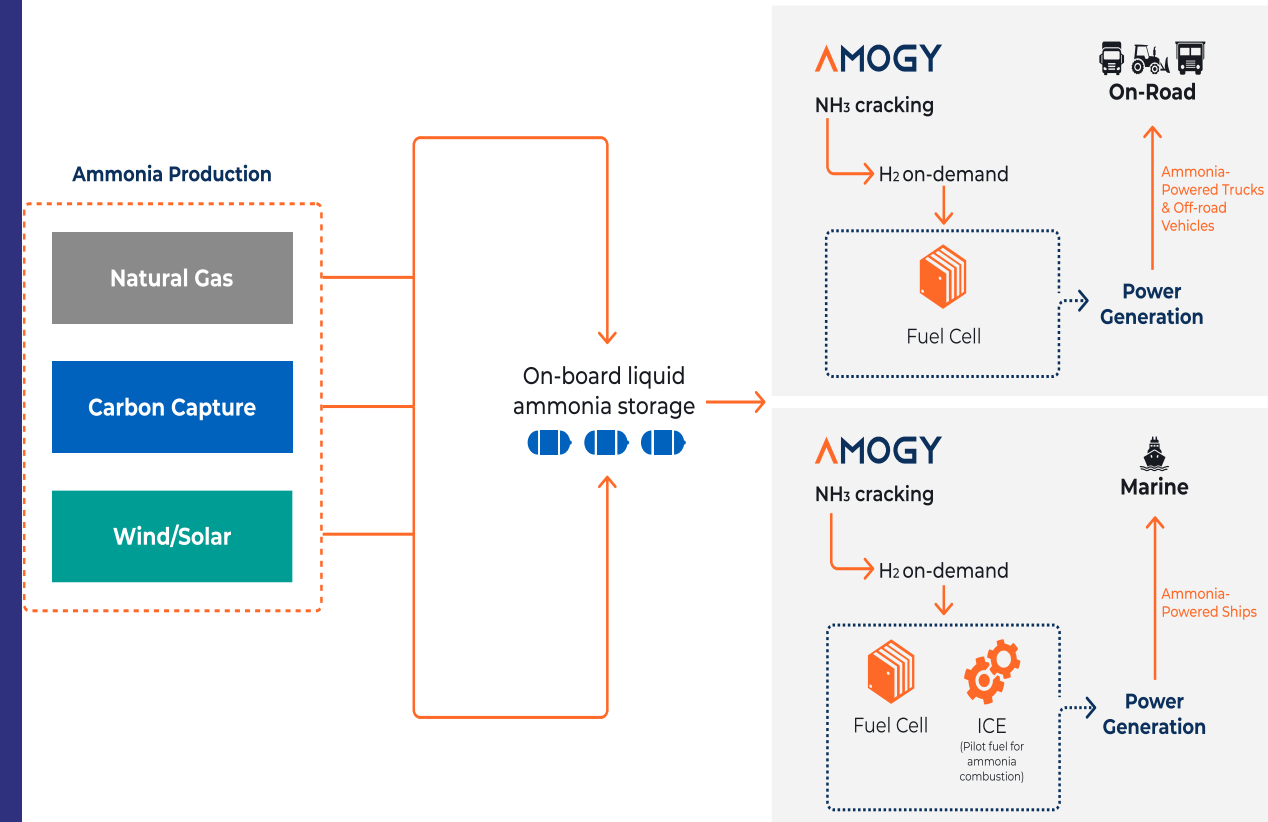 Ammonia Production
Natural Gas
Carbon Capture
Wind/Solar
On-board liquid
ammonia storage
AMOGY
NH3 cracking
H2 on-demand
Fuel Cell
Power
Generation
Ammonia-
Powered Trucks
& Off-road
Vehicles
On-Road
AMOGY
NH3 cracking
H2 on-demand
Fuel Cell
ICE
(Pilot fuel for
ammonia
combustion)
Power
Generation
Ammonia-
Powered Ships
Marine